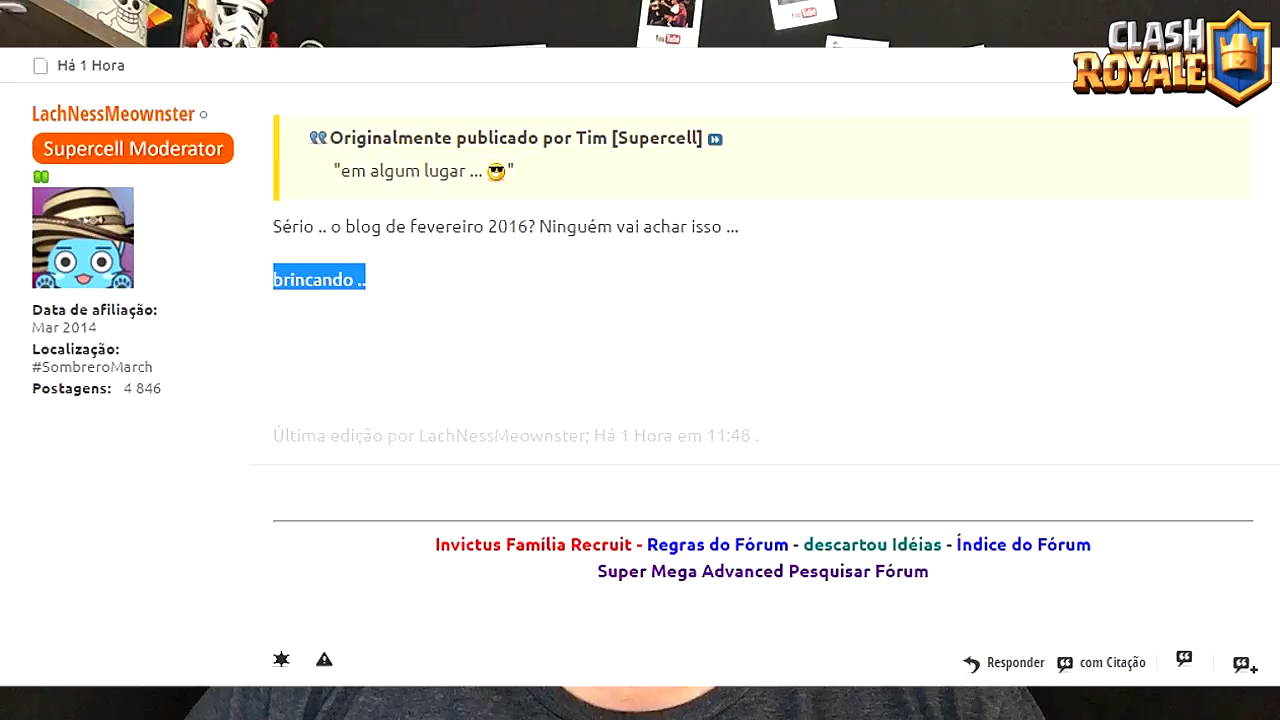 YouTube
YouTube
CLASH
ROYALE
Há 1 Hora
LachNessMeownster
Supercell Moderator
Originalmente publicado por Tim [Supercell]
"em algum lugar ... 😎"
Sério .. o blog de fevereiro 2016? Ninguém vai achar isso ...
brincando ..
Data de afiliação:
Mar 2014
Localização:
#SombreroMarch
Postagens: 4 846
Última edição por LachNessMeownster; Há 1 Hora em 11:48 .
Invictus Família Recruit - Regras do Fórum - descartou Idéias - Índice do Fórum
Super Mega Advanced Pesquisar Fórum
Responder com Citação